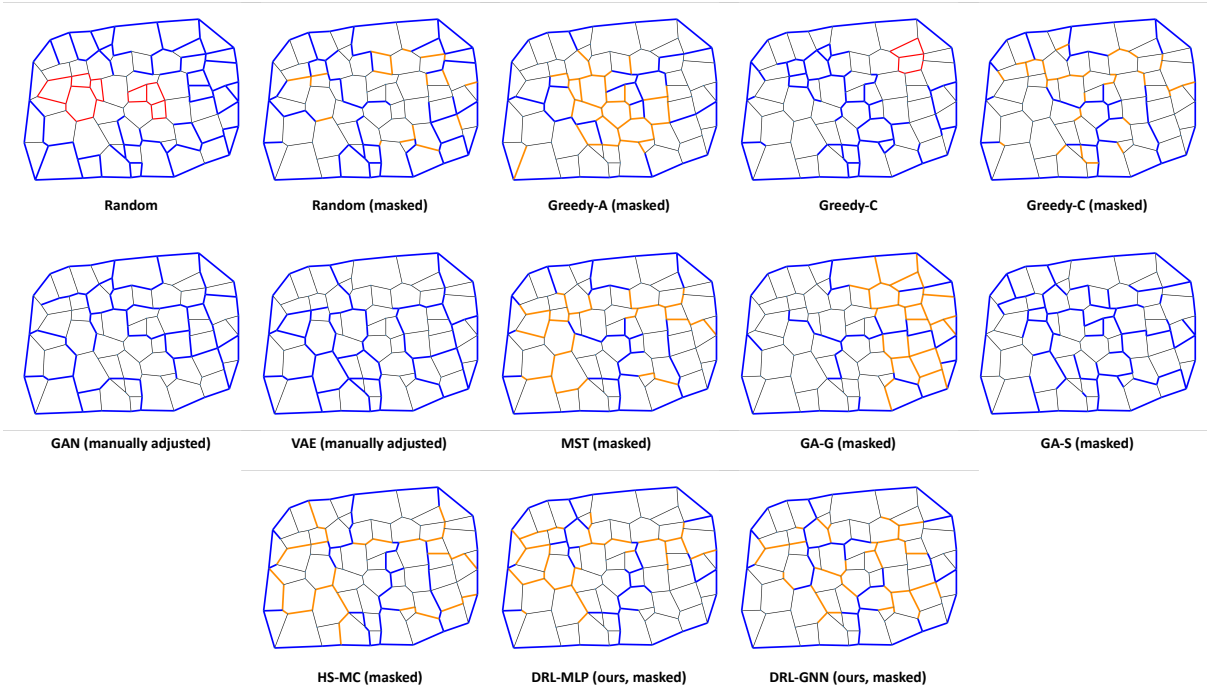 Random
Random (masked)
Greedy-A (masked)
Greedy-C
Greedy-C (masked)
GAN (manually adjusted)
VAE (manually adjusted)
MST (masked)
GA-G (masked)
GA-S (masked)
HS-MC (masked)
DRL-MLP (ours, masked)
DRL-GNN (ours, masked)